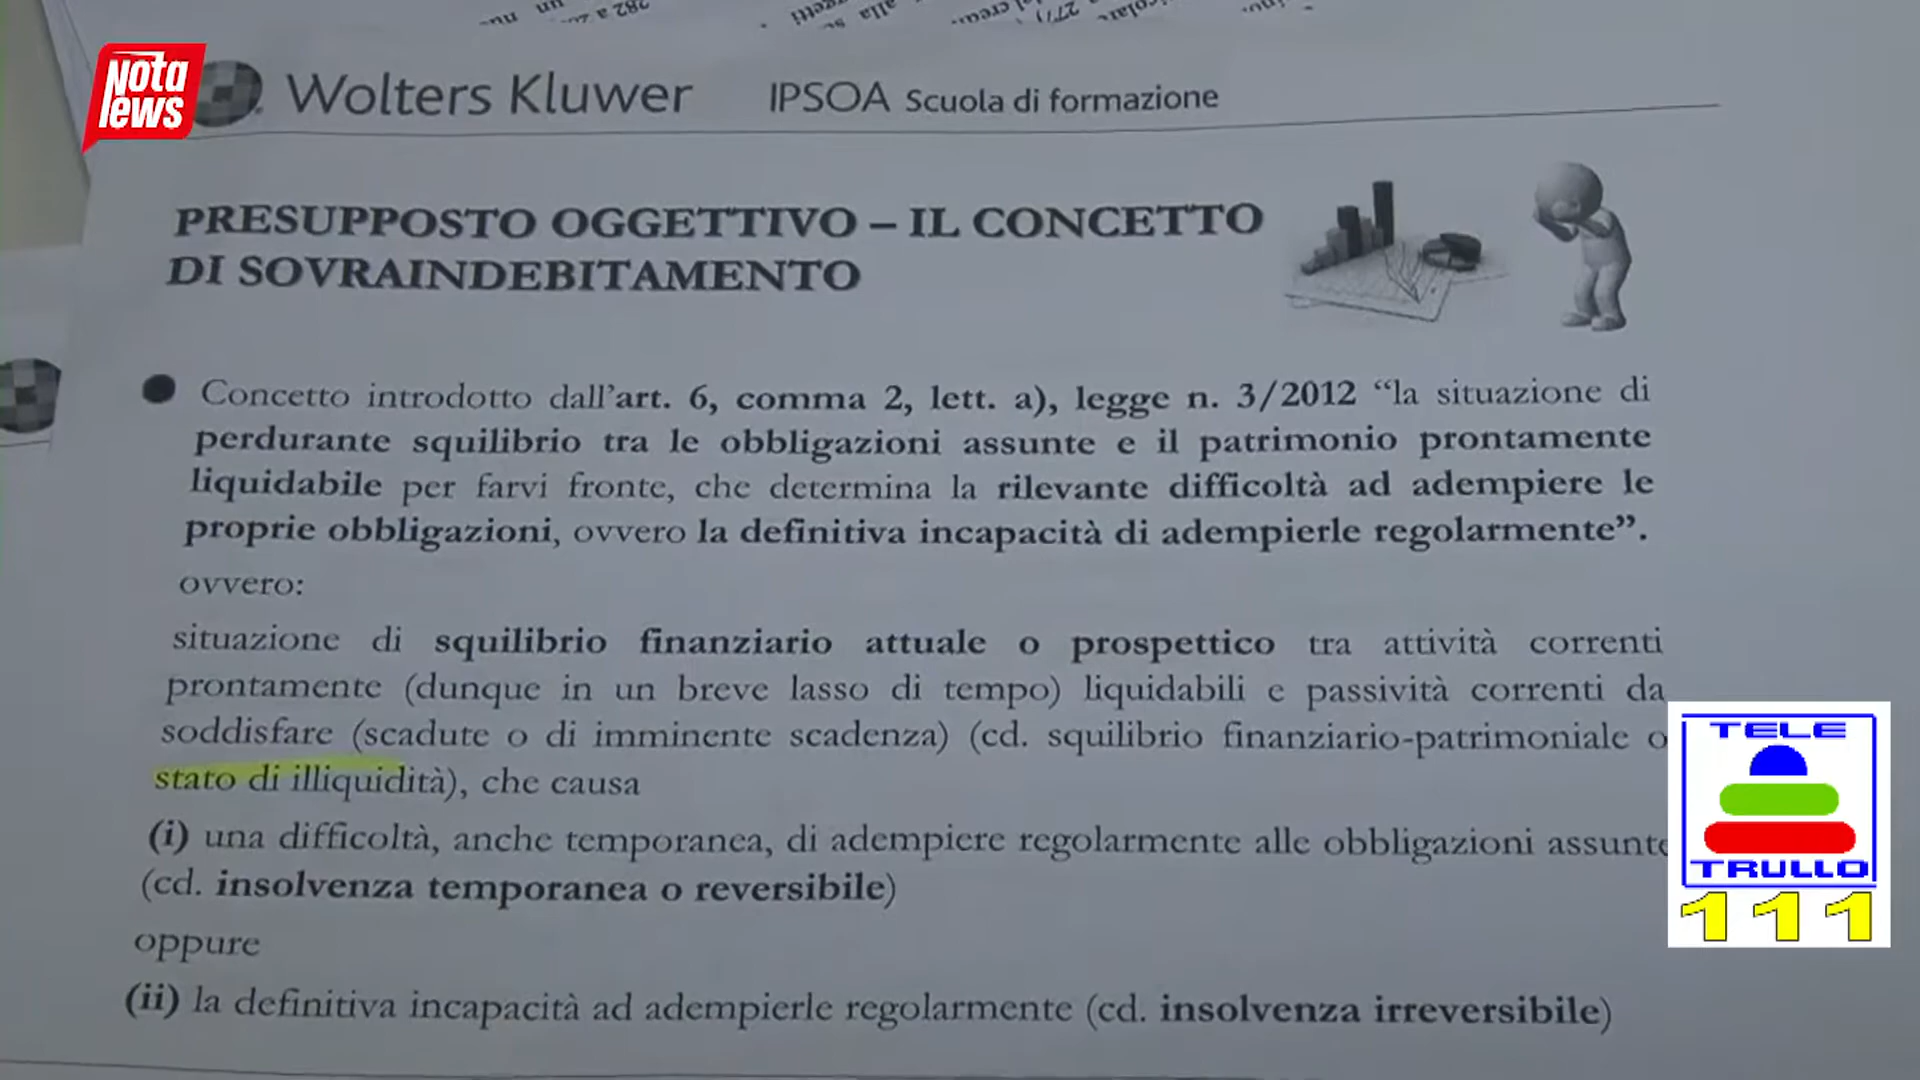 Nota
lews
Wolters Kluwer IPSOA Scuola di formazione
PRESUPPOSTO OGGETTIVO – IL CONCETTO
DI SOVRAINDEBITAMENTO
Concetto introdotto dall'art. 6, comma 2, lett. a), legge n. 3/2012 “la situazione di
perdurante squilibrio tra le obbligazioni assunte e il patrimonio prontamente
liquidabile per farvi fronte, che determina la rilevante difficoltà ad adempiere le
proprie obbligazioni, ovvero la definitiva incapacità di adempierle regolarmente”.
ovvero:
situazione di squilibrio finanziario attuale o prospettico tra attività correnti
prontamente (dunque in un breve lasso di tempo) liquidabili e passività correnti da
soddisfare (scadute o di imminente scadenza) (cd. squilibrio finanziario-patrimoniale o
stato di illiquidità), che causa
(i) una difficoltà, anche temporanea, di adempiere regolarmente alle obbligazioni assunte
(cd. insolvenza temporanea o reversibile)
oppure
(ii) la definitiva incapacità ad adempierle regolarmente (cd. insolvenza irreversibile)
TELE
TRULLO
111